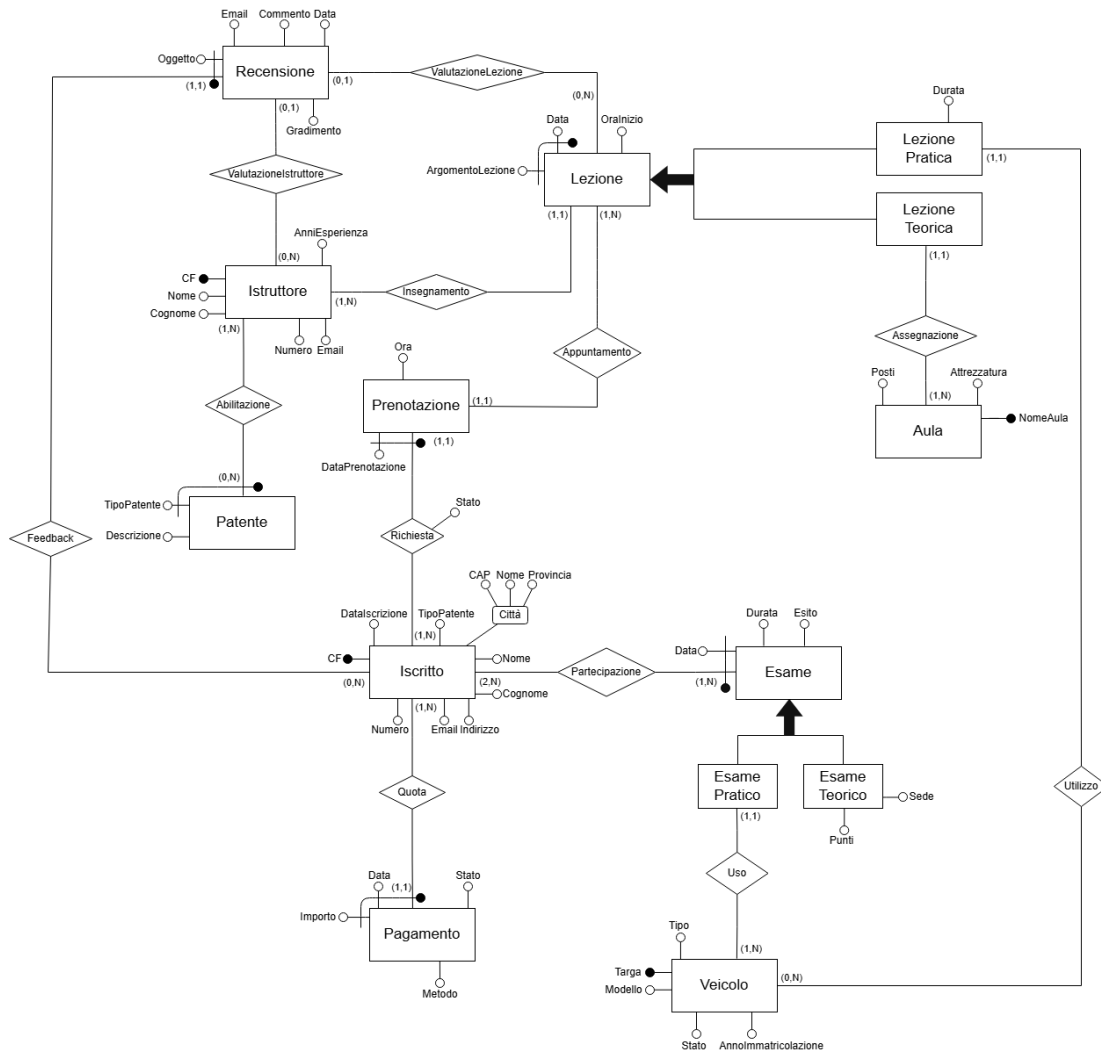 Email Commento Data
Oggetto
Recensione
(1,1)
(0,1)
(0,1)
Gradimento
ValutazioneLezione
(0,N)
Data OraInizio
ArgomentoLezione
Lezione
(1,1) (1,N)
Durata
Lezione
Pratica
(1,1)
Lezione
Teorica
(1,1)
ValutazioneIstruttore
AnniEsperienza
(0,N)
CF
Nome
Cognome
Istruttore
(1,N)
(1,N)
Numero Email
Insegnamento
Appuntamento
Assegnazione
Posti Attrezzatura
(1,N)
Aula
NomeAula
Ora
Prenotazione
(1,1)
(1,1)
DataPrenotazione
Abilitazione
(0,N)
TipoPatente
Patente
Descrizione
Feedback
Stato
Richiesta
CAP Nome Provincia
Cittá
DataIscrizione TipoPatente
(1,N)
CF
Iscritto
Nome
Cognome
(0,N)
(1,N)
(2,N)
Numero
Email Indirizzo
Partecipazione
Durata Esito
Data
Esame
(1,N)
Esame
Pratico
(1,1)
Esame
Teorico
Sede
Punti
Utilizzo
Quota
Uso
Data
(1,1)
Stato
Importo
Pagamento
Metodo
Tipo
(1,N)
Targa
Modello
Veicolo
(0,N)
Stato AnnoImmatricolazione